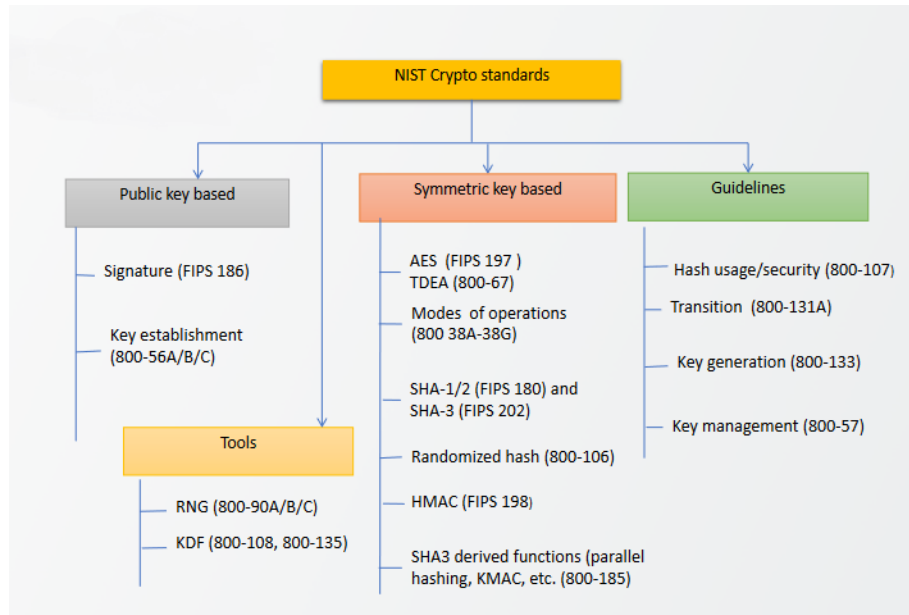 NIST Crypto standards
Public key based
Signature (FIPS 186)
Key establishment
(800-56A/B/C)
Tools
RNG (800-90A/B/C)
KDF (800-108, 800-135)
Symmetric key based
AES (FIPS 197 )
TDEA (800-67)
Modes of operations
(800 38A-38G)
SHA-1/2 (FIPS 180) and
SHA-3 (FIPS 202)
Randomized hash (800-106)
HMAC (FIPS 198)
SHA3 derived functions (parallel
hashing, KMAC, etc. (800-185)
Guidelines
Hash usage/security (800-107)
Transition (800-131A)
Key generation (800-133)
Key management (800-57)